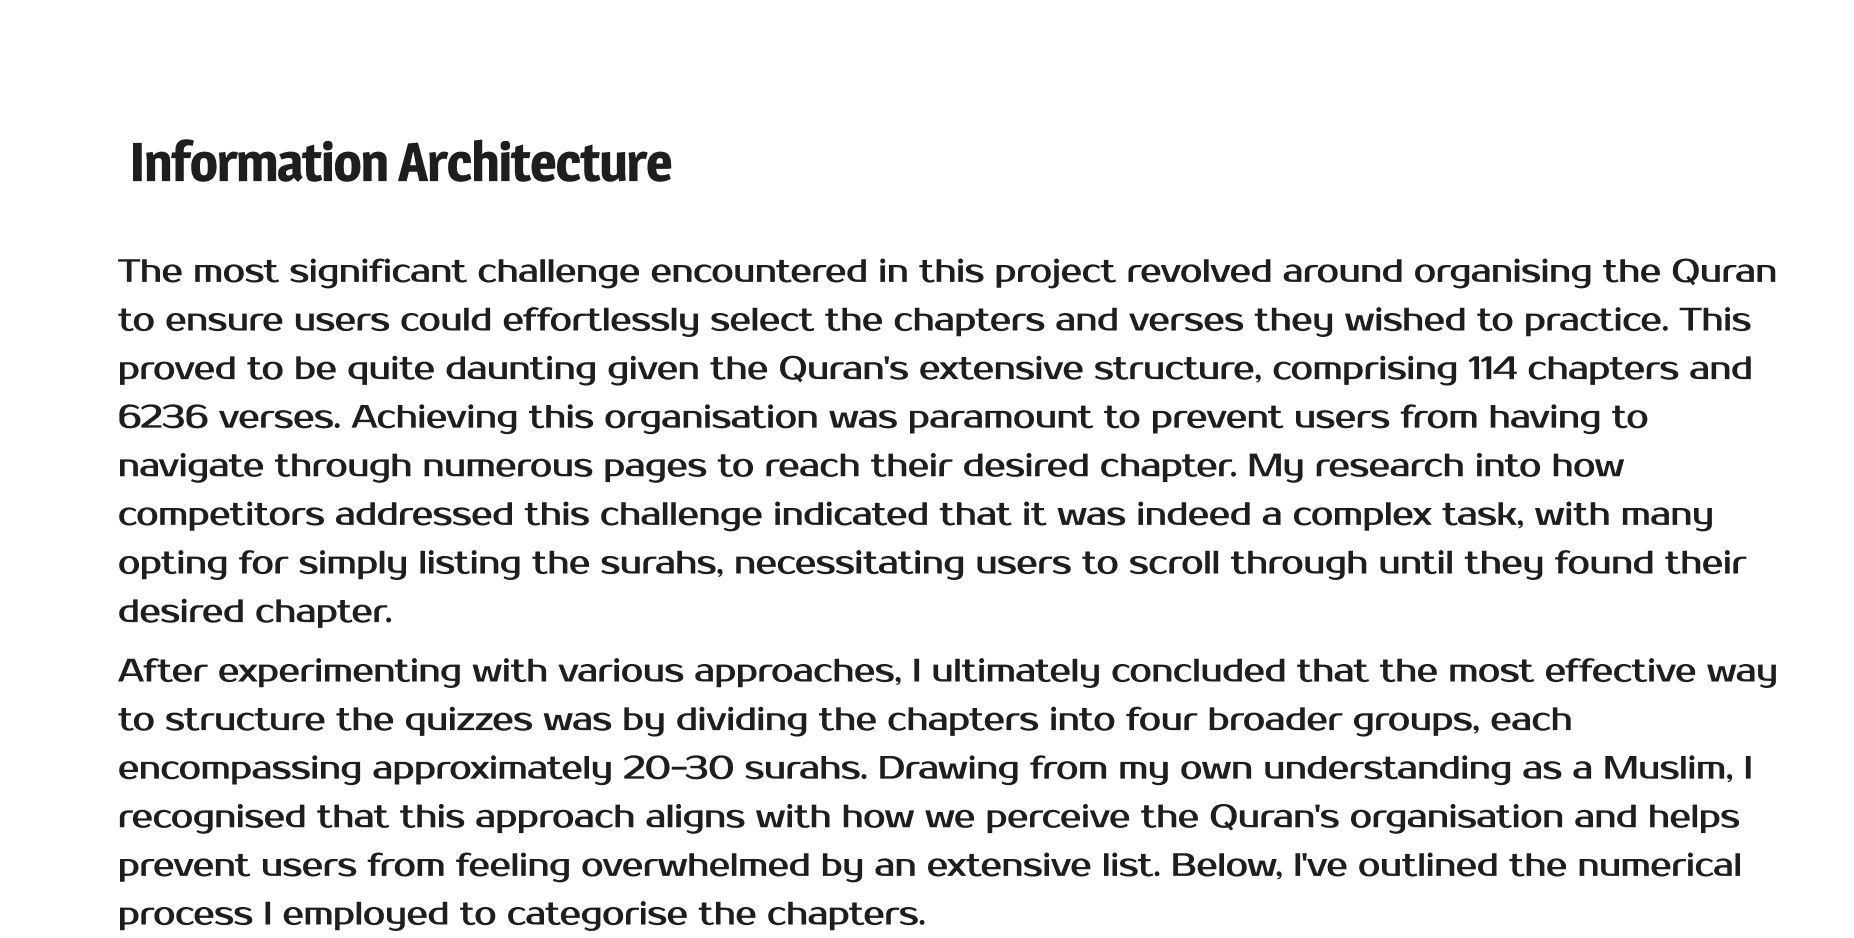 Information Architecture
The most significant challenge encountered in this project revolved around organising the Quran
to ensure users could effortlessly select the chapters and verses they wished to practice. This
proved to be quite daunting given the Quran's extensive structure, comprising 114 chapters and
6236 verses. Achieving this organisation was paramount to prevent users from having to
navigate through numerous pages to reach their desired chapter. My research into how
competitors addressed this challenge indicated that it was indeed a complex task, with many
opting for simply listing the surahs, necessitating users to scroll through until they found their
desired chapter.
After experimenting with various approaches, I ultimately concluded that the most effective way
to structure the quizzes was by dividing the chapters into four broader groups, each
encompassing approximately 20-30 surahs. Drawing from my own understanding as a Muslim, I
recognised that this approach aligns with how we perceive the Quran's organisation and helps
prevent users from feeling overwhelmed by an extensive list. Below, I've outlined the numerical
process I employed to categorise the chapters.